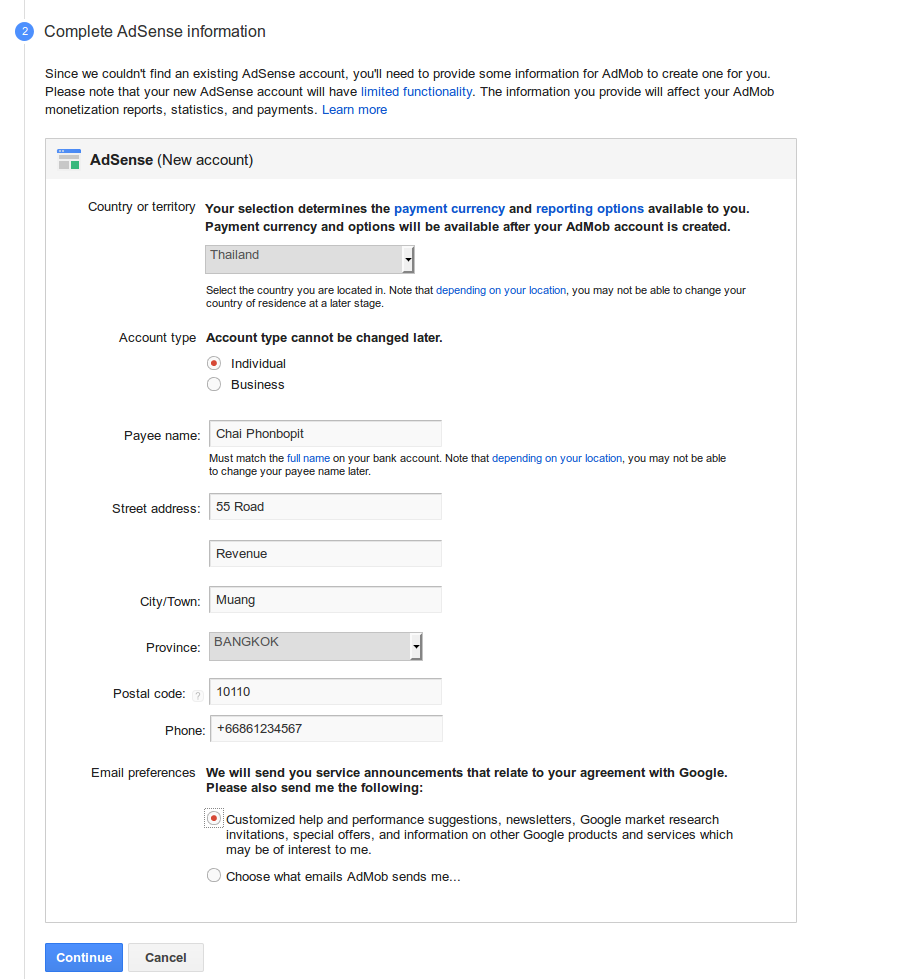 2 Complete AdSense information
Since we couldn't find an existing AdSense account, you'll need to provide some information for AdMob to create one for you.
Please note that your new AdSense account will have limited functionality. The information you provide will affect your AdMob
monetization reports, statistics, and payments. Learn more
AdSense (New account)
Country or territory Your selection determines the payment currency and reporting options available to you.
Payment currency and options will be available after your AdMob account is created.
Thailand
Select the country you are located in. Note that depending on your location, you may not be able to change your
country of residence at a later stage.
Account type Account type cannot be changed later.
Individual
Business
Payee name: Chai Phonbopit
Must match the full name on your bank account. Note that depending on your location, you may not be able
to change your payee name later.
Street address: 55 Road
Revenue
City/Town: Muang
Province: BANGKOK
Postal code: ? 10110
Phone: +66861234567
Email preferences We will send you service announcements that relate to your agreement with Google.
Please also send me the following:
Customized help and performance suggestions, newsletters, Google market research
invitations, special offers, and information on other Google products and services which
may be of interest to me.
Choose what emails AdMob sends me...
Continue Cancel